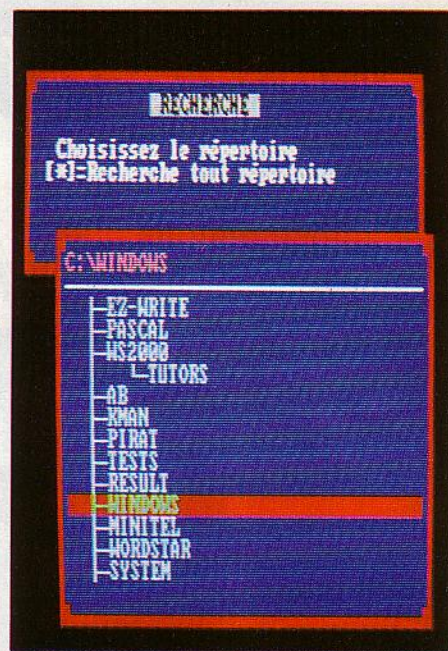 RECHERCHE
Choisissez le répertoire
[*]=Recherche tout répertoire
C:\WINDOWS
EZ-WRITE
PASCAL
WS2000
TUTORS
AB
KMAN
PIRAT
TESTS
RESULT
WINDOWS
MINITEL
WORDSTAR
SYSTEM